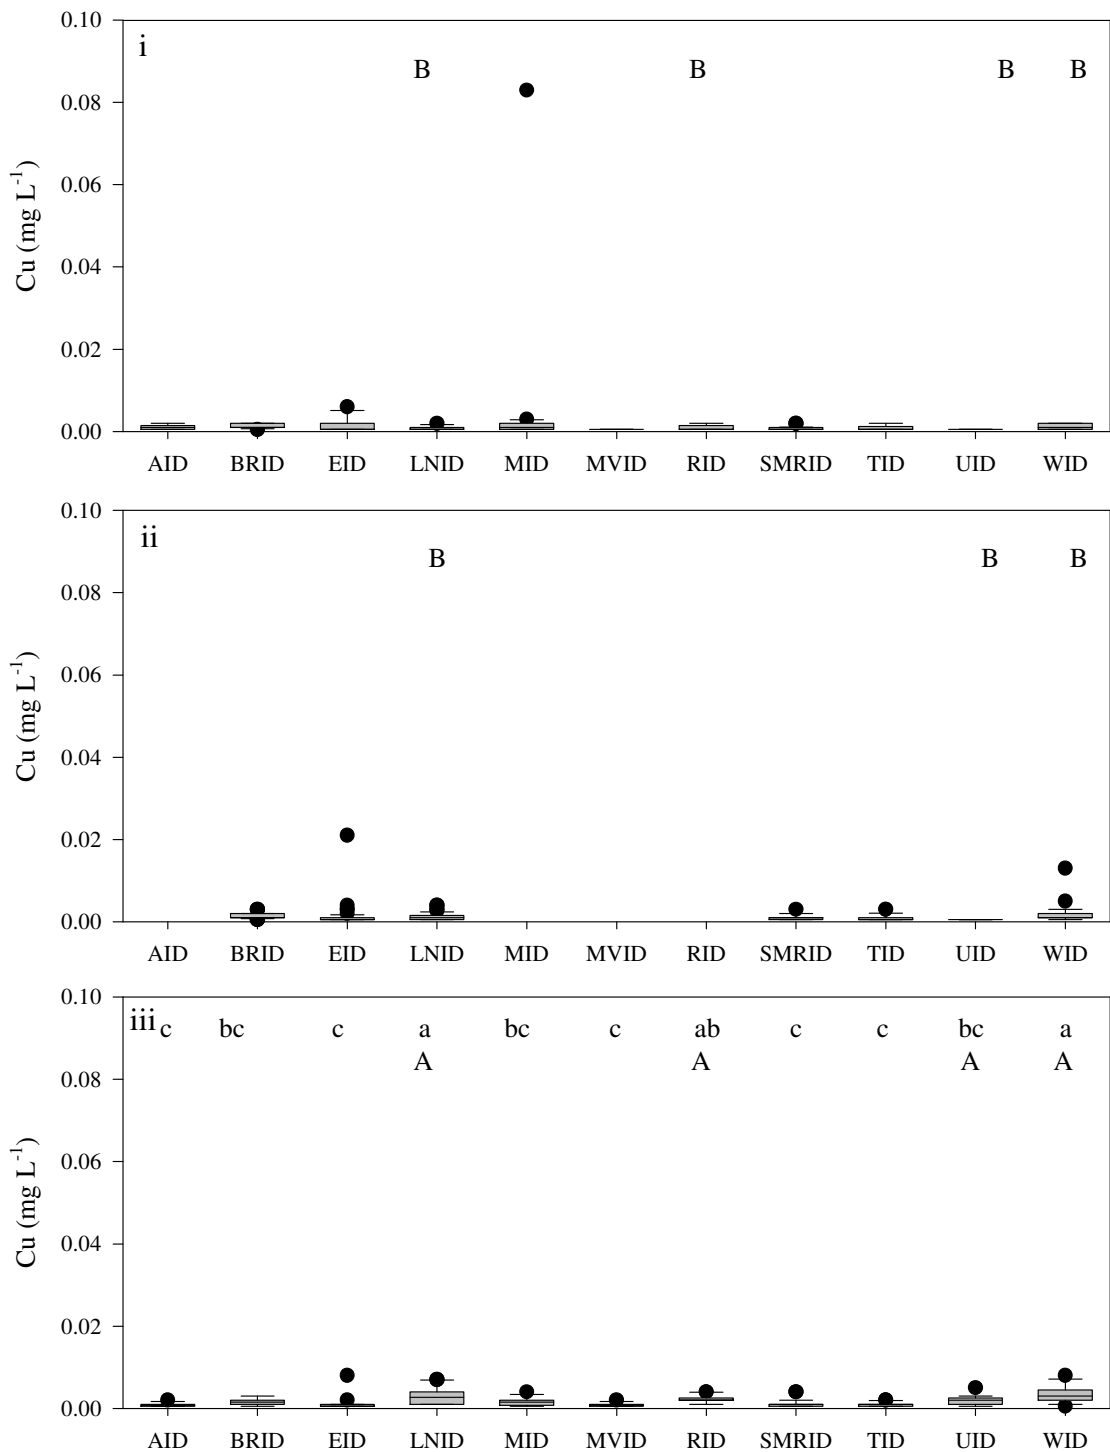 0.10
i
B B B B
0.08
0.06
Cu (mg L-1)
0.04
0.02
0.00
AID BRID EID LNID MID MVID RID SMRID TID UID WID
0.10
ii
B B B
0.08
0.06
Cu (mg L-1)
0.04
0.02
0.00
AID BRID EID LNID MID MVID RID SMRID TID UID WID
0.10
iii c bc c a bc c ab c c bc a
A A A A
0.08
0.06
Cu (mg L-1)
0.04
0.02
0.00
AID BRID EID LNID MID MVID RID SMRID TID UID WID